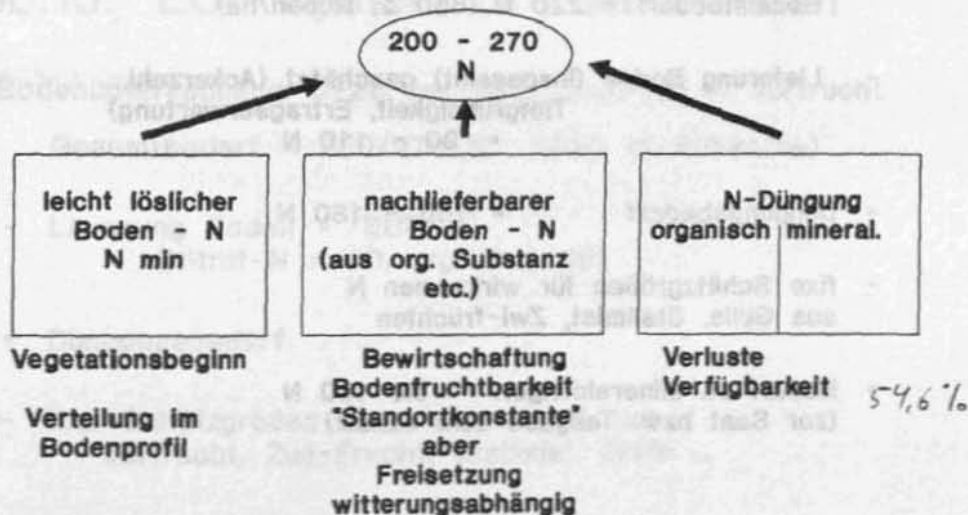 200 - 270
N
leicht löslicher
Boden - N
N min
nachlieferbarer
Boden - N
(aus org. Substanz
etc.)
N-Düngung
organisch mineral.
Vegetationsbeginn
Verteilung im
Bodenprofil
Bewirtschaftung
Bodenfruchtbarkeit
"Standortkonstante"
aber
Freisetzung
witterungsabhängig
Verluste
Verfügbarkeit
54,6 %